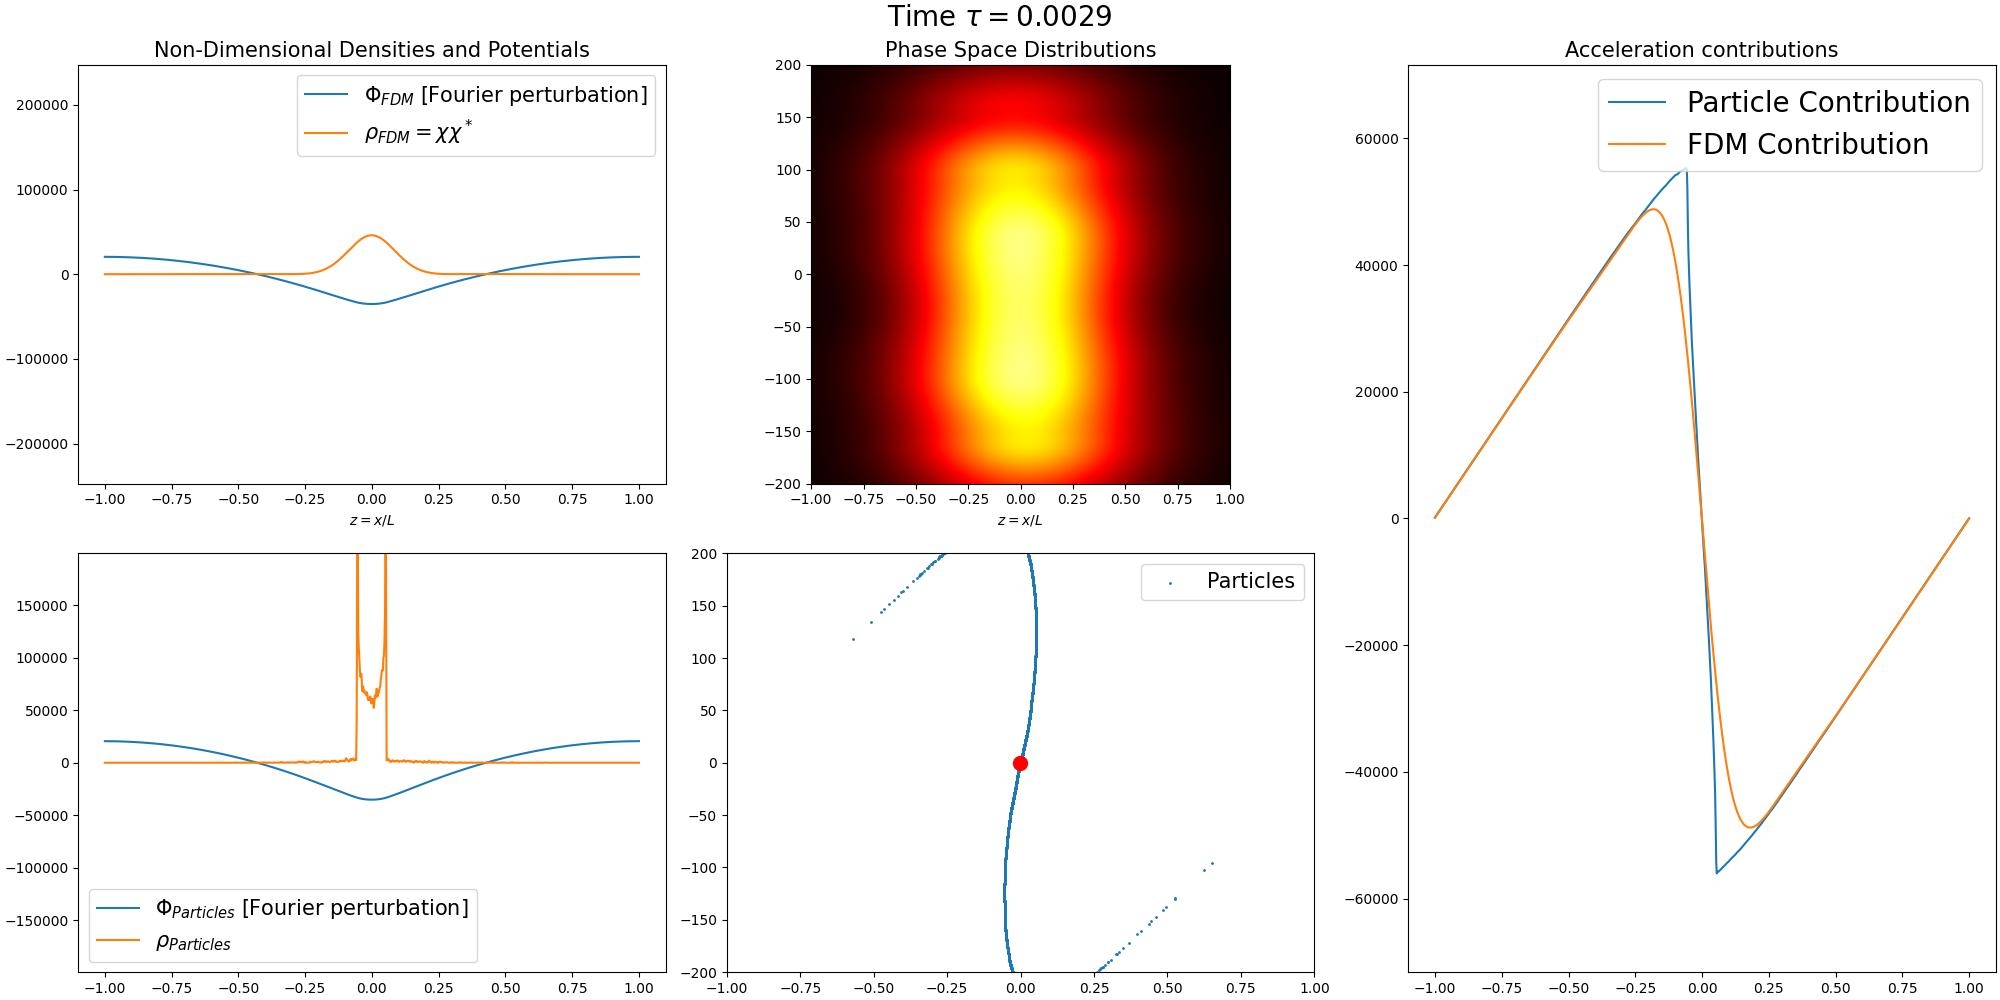 Time τ = 0.0029
Non-Dimensional Densities and Potentials
Φ_FDM [Fourier perturbation]
ρ_FDM = χχ*
200000
100000
0
−100000
−200000
−1.00 −0.75 −0.50 −0.25 0.00 0.25 0.50 0.75 1.00
z = x/L
Phase Space Distributions
200
150
100
50
0
−50
−100
−150
−200
−1.00 −0.75 −0.50 −0.25 0.00 0.25 0.50 0.75 1.00
z = x/L
Acceleration contributions
Particle Contribution
FDM Contribution
60000
40000
20000
0
−20000
−40000
−60000
−1.00 −0.75 −0.50 −0.25 0.00 0.25 0.50 0.75 1.00
150000
100000
50000
0
−50000
−100000
−150000
Φ_Particles [Fourier perturbation]
ρ_Particles
−1.00 −0.75 −0.50 −0.25 0.00 0.25 0.50 0.75 1.00
Particles
200
150
100
50
0
−50
−100
−150
−200
−1.00 −0.75 −0.50 −0.25 0.00 0.25 0.50 0.75 1.00